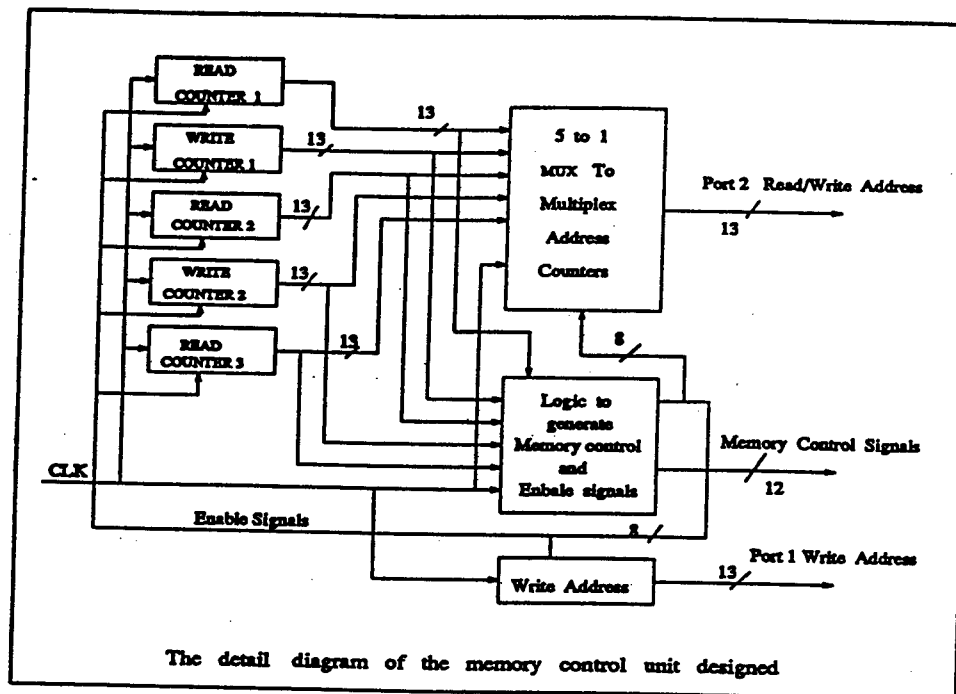 READ
COUNTER 1
13
WRITE
COUNTER 1
13
READ
COUNTER 2
13
WRITE
COUNTER 2
13
READ
COUNTER 3
13
5 to 1
MUX To
Multiplex
Address
Counters
Port 2 Read/Write Address
13
8
Logic to
generate
Memory control
and
Enbale signals
Memory Control Signals
12
CLK
Enable Signals
8
Write Address
Port 1 Write Address
13
The detail diagram of the memory control unit designed